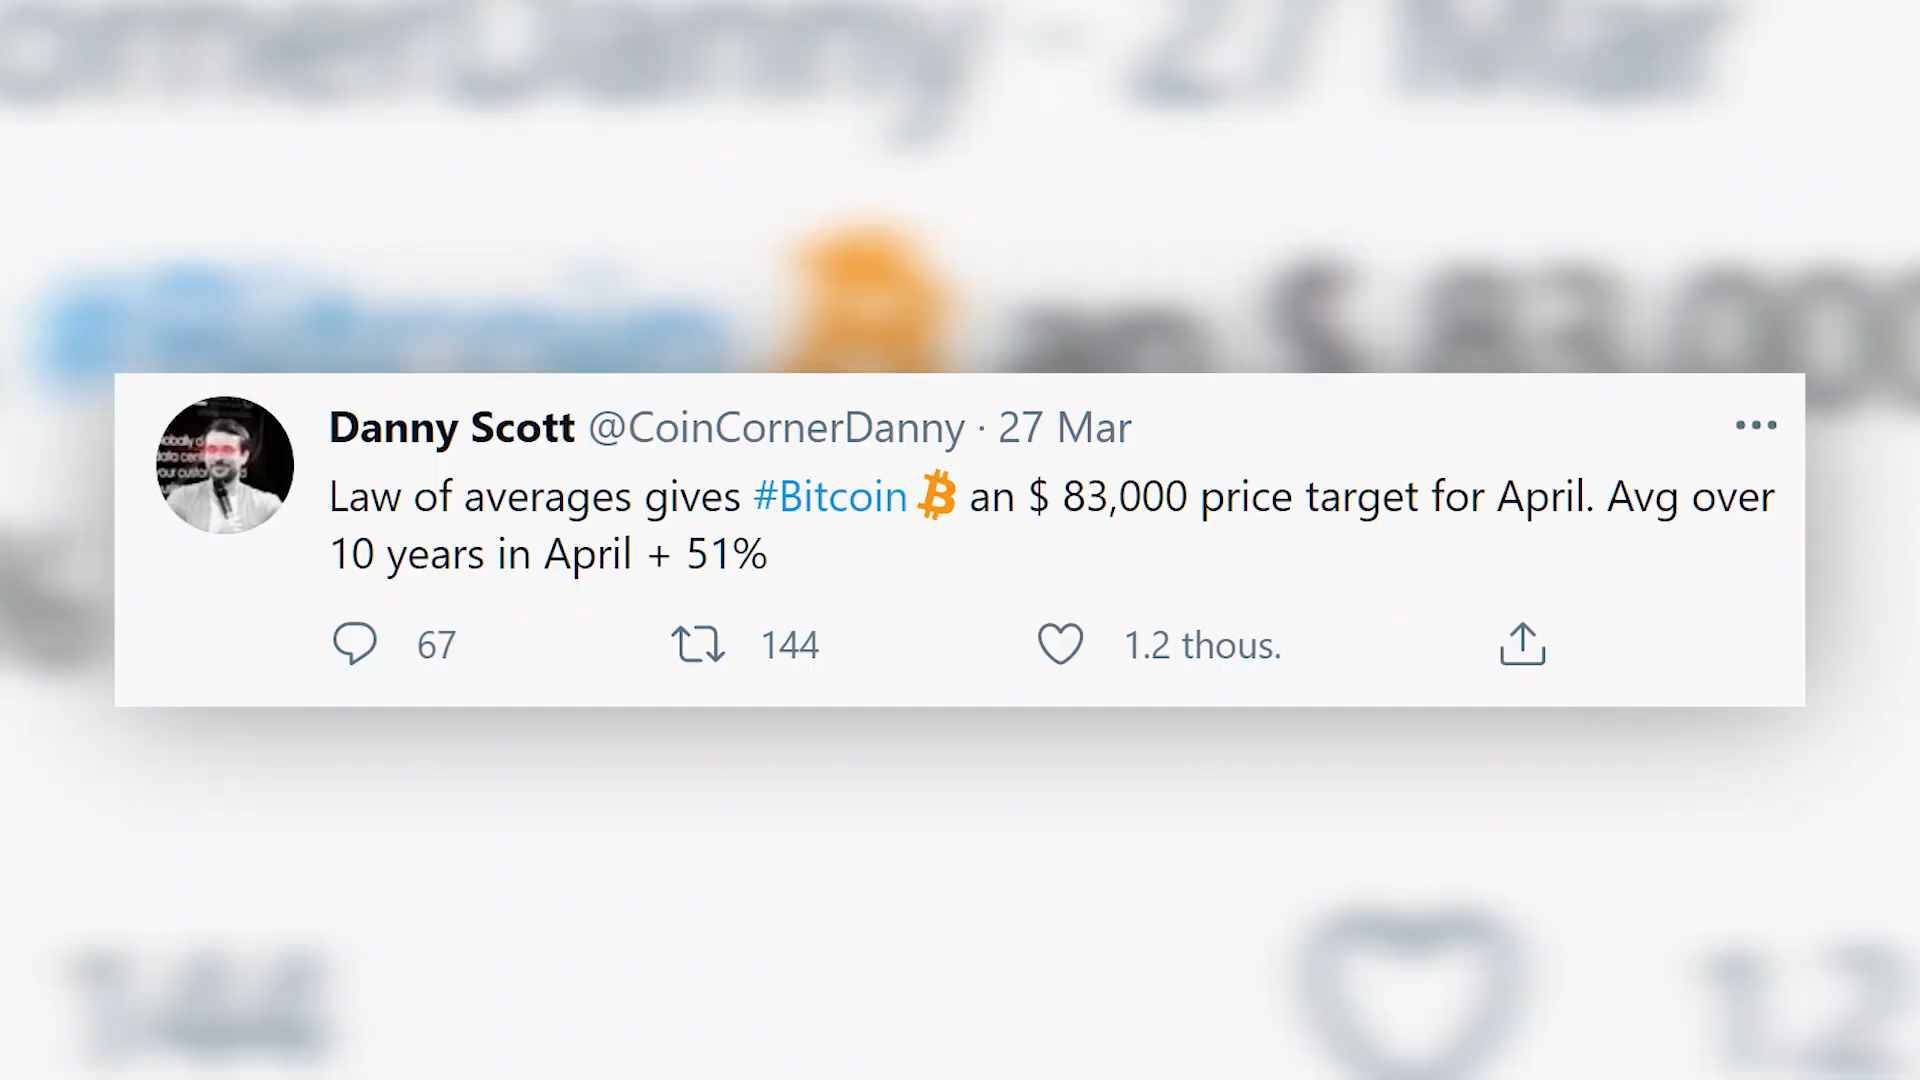 Danny Scott @CoinCornerDanny · 27 Mar
Law of averages gives #Bitcoin an $ 83,000 price target for April. Avg over
10 years in April + 51%
67 144 1.2 thous.